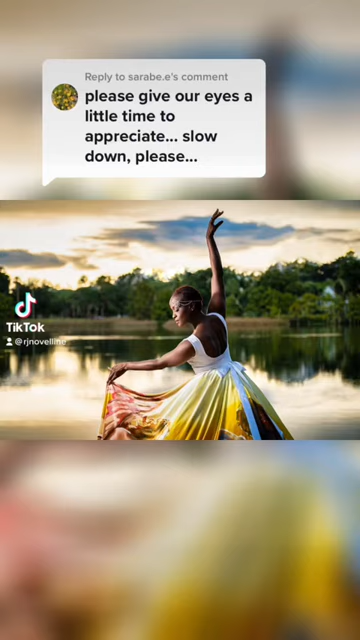 Reply to sarabe.e's comment
please give our eyes a
little time to
appreciate... slow
down, please...
TikTok
@rjnovelline